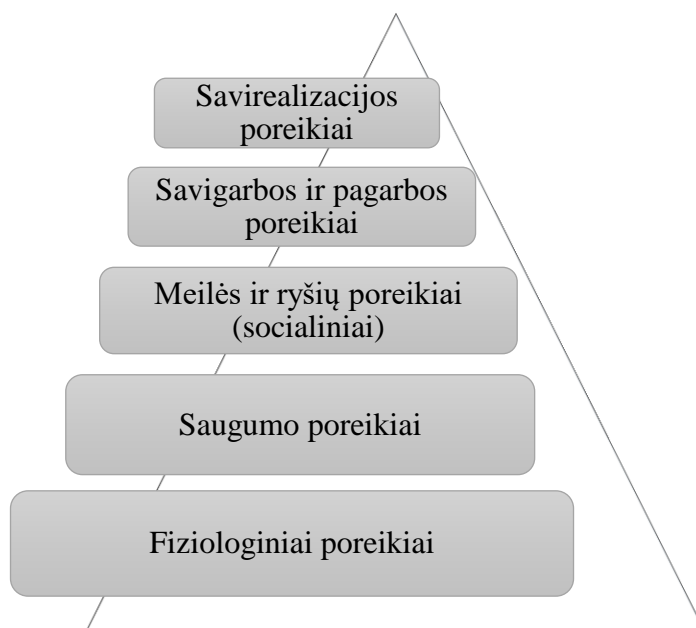 Savirealizacijos
poreikiai
Savigarbos ir pagarbos
poreikiai
Meilės ir ryšių poreikiai
(socialiniai)
Saugumo poreikiai
Fiziologiniai poreikiai